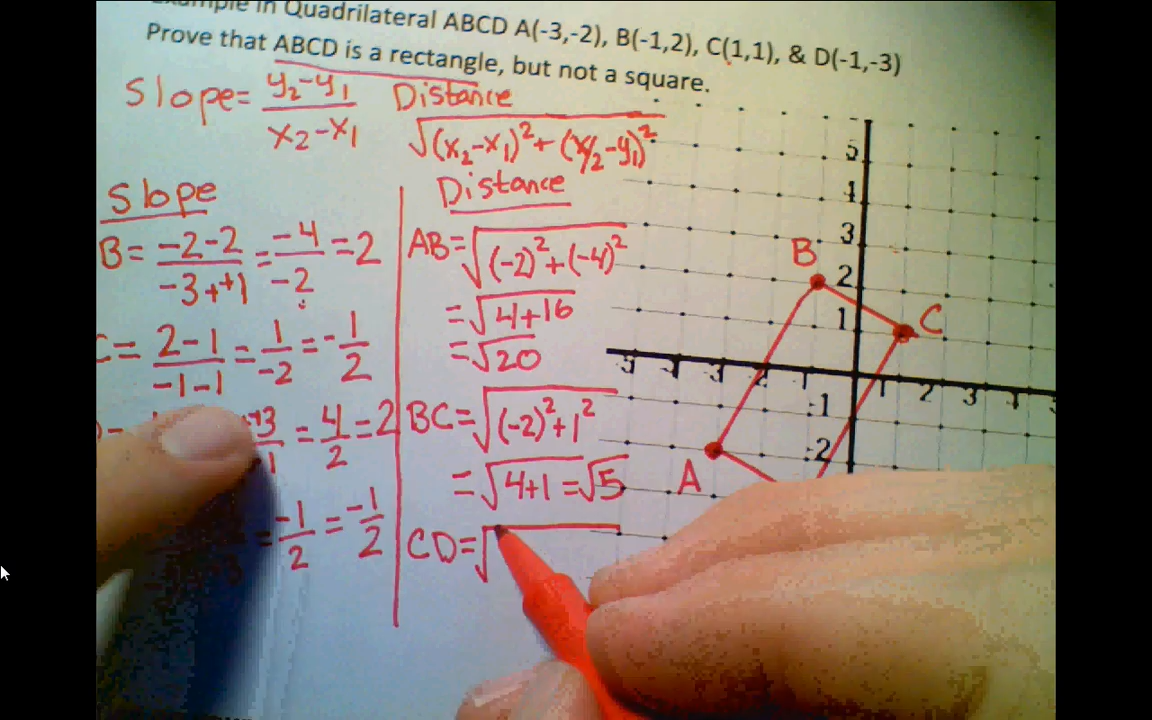 Example in Quadrilateral ABCD A(-3,-2), B(-1,2), C(1,1), & D(-1,-3)
Prove that ABCD is a rectangle, but not a square.
Slope= y₂-y₁ / x₂-x₁
Distance
√(x₂-x₁)²+(y₂-y₁)²
Slope
B= -2-2 / -3++1 = -4 / -2 =2
C= 2-1 / -1-1 = 1 / -2 = -1 / 2
= 4 / 2 =2
= -1 / 2 = -1 / 2
Distance
AB=√(-2)²+(-4)²
=√4+16
=√20
BC=√(-2)²+1²
=√4+1=√5
CD=√
5
4
3
B 2
1 C
1 2 3 4
-1
-2
A